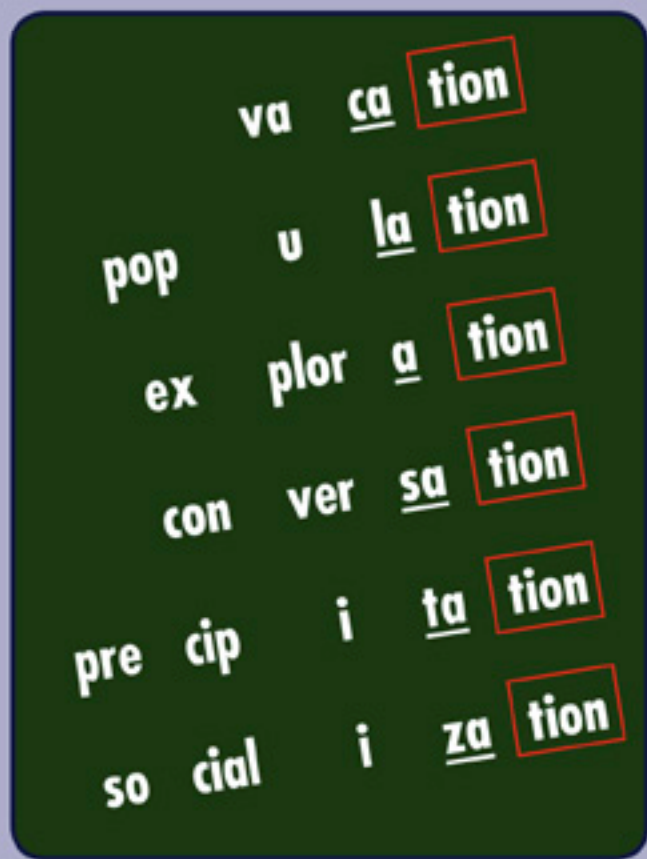 va ca tion
pop u la tion
ex plor a tion
con ver sa tion
pre cip i ta tion
so cial i za tion